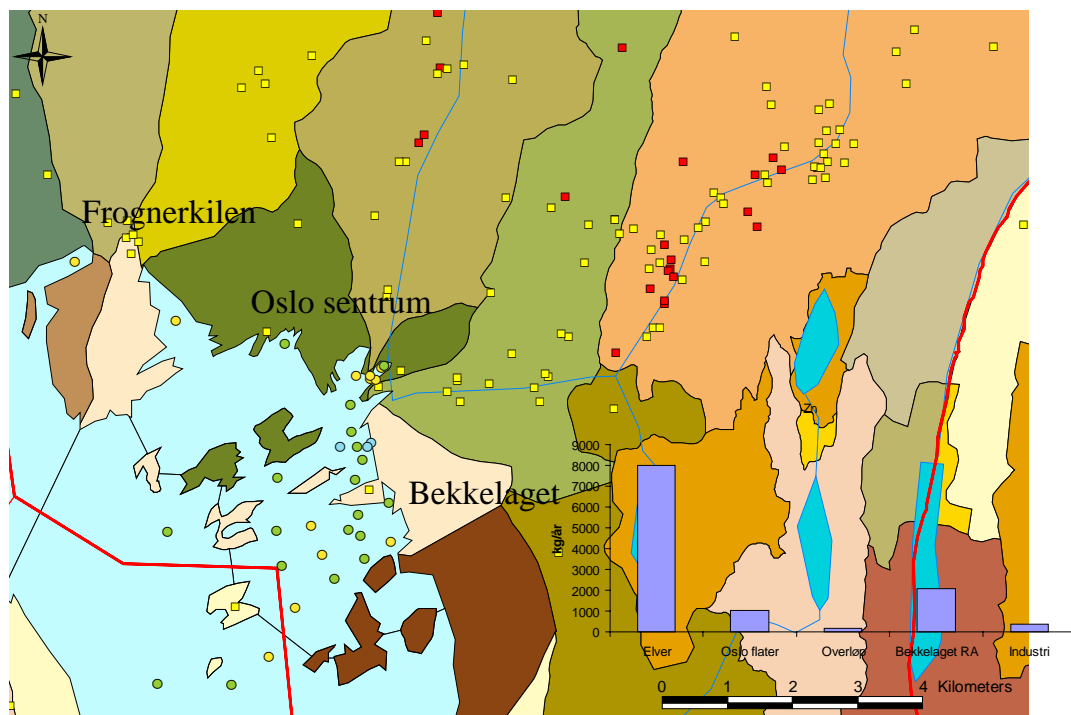 N
Frognerkilen
Oslo sentrum
Bekkelaget
Zn
kg/år
9000
8000
7000
6000
5000
4000
3000
2000
1000
0
Elver
Oslo flater
Overløp
Bekkelaget RA
Industri
0 1 2 3 4 Kilometers